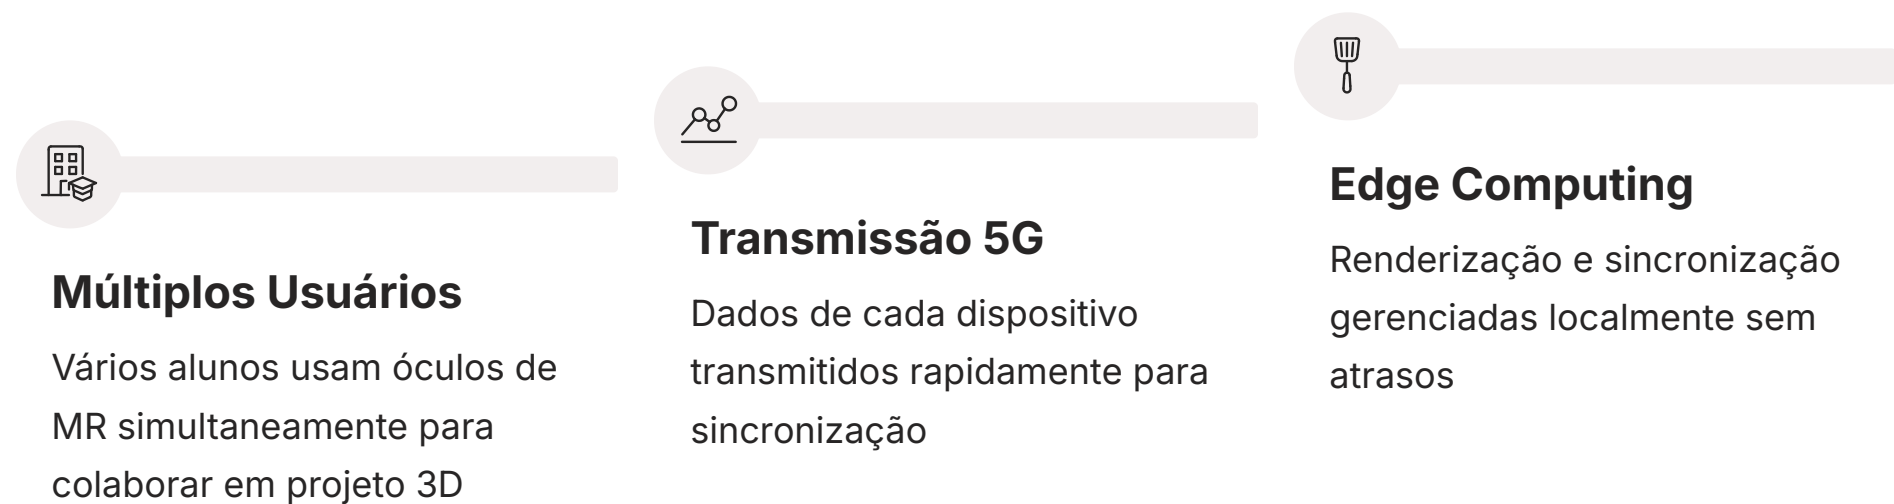 Múltiplos Usuários
Vários alunos usam óculos de
MR simultaneamente para
colaborar em projeto 3D
Transmissão 5G
Dados de cada dispositivo
transmitidos rapidamente para
sincronização
Edge Computing
Renderização e sincronização
gerenciadas localmente sem
atrasos